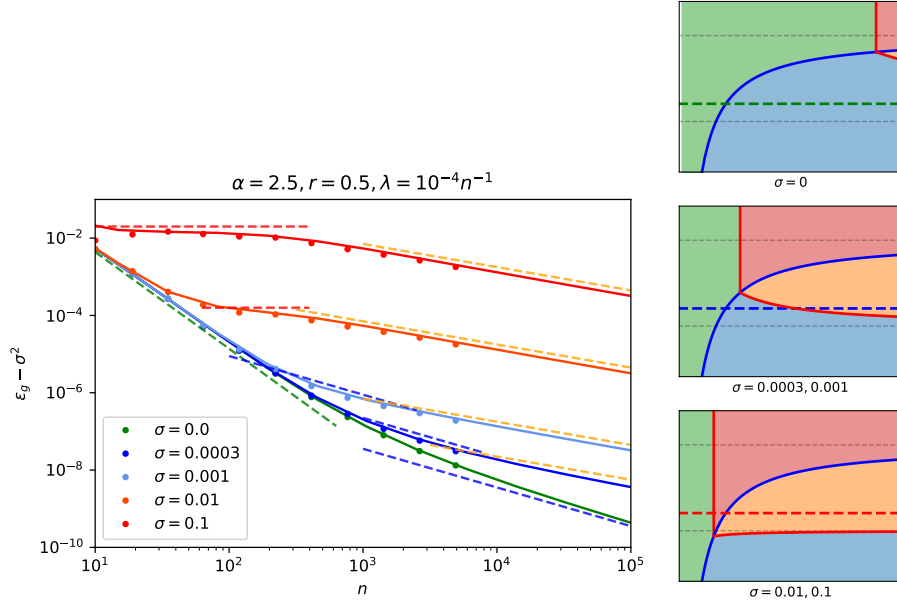 α = 2.5, r = 0.5, λ = 10⁻⁴n⁻¹
10⁻²
10⁻⁴
10⁻⁶
10⁻⁸
10⁻¹⁰
ε_g − σ²
σ = 0.0
σ = 0.0003
σ = 0.001
σ = 0.01
σ = 0.1
10¹ 10² 10³ 10⁴ 10⁵
n
σ = 0
σ = 0.0003, 0.001
σ = 0.01, 0.1